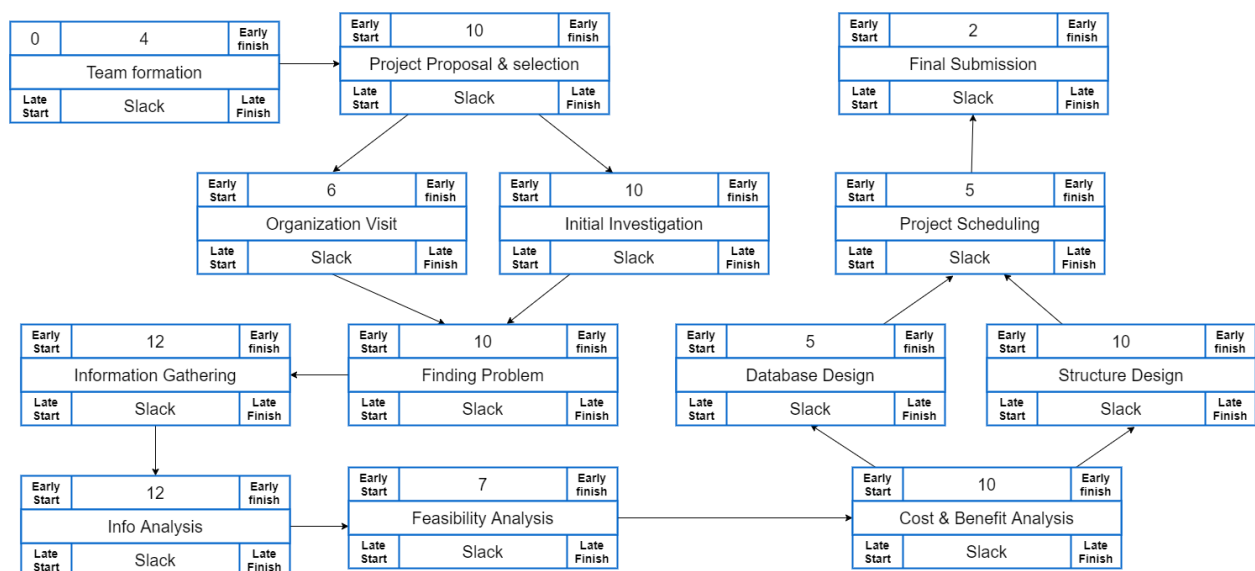 0 4 Early finish
Team formation
Late Start Slack Late Finish
Early Start 10 Early finish
Project Proposal & selection
Late Start Slack Late Finish
Early Start 2 Early finish
Final Submission
Late Start Slack Late Finish
Early Start 6 Early finish
Organization Visit
Late Start Slack Late Finish
Early Start 10 Early finish
Initial Investigation
Late Start Slack Late Finish
Early Start 5 Early finish
Project Scheduling
Late Start Slack Late Finish
Early Start 12 Early finish
Information Gathering
Late Start Slack Late Finish
Early Start 10 Early finish
Finding Problem
Late Start Slack Late Finish
Early Start 5 Early finish
Database Design
Late Start Slack Late Finish
Early Start 10 Early finish
Structure Design
Late Start Slack Late Finish
Early Start 12 Early finish
Info Analysis
Late Start Slack Late Finish
Early Start 7 Early finish
Feasibility Analysis
Late Start Slack Late Finish
Early Start 10 Early finish
Cost & Benefit Analysis
Late Start Slack Late Finish